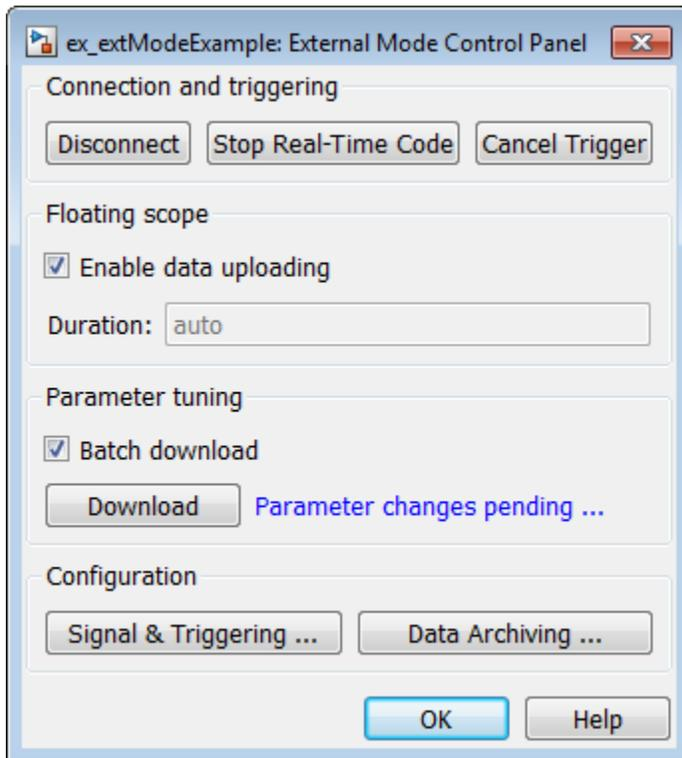 ex_extModeExample: External Mode Control Panel
Connection and triggering
Disconnect Stop Real-Time Code Cancel Trigger
Floating scope
Enable data uploading
Duration: auto
Parameter tuning
Batch download
Download Parameter changes pending ...
Configuration
Signal & Triggering ... Data Archiving ...
OK Help